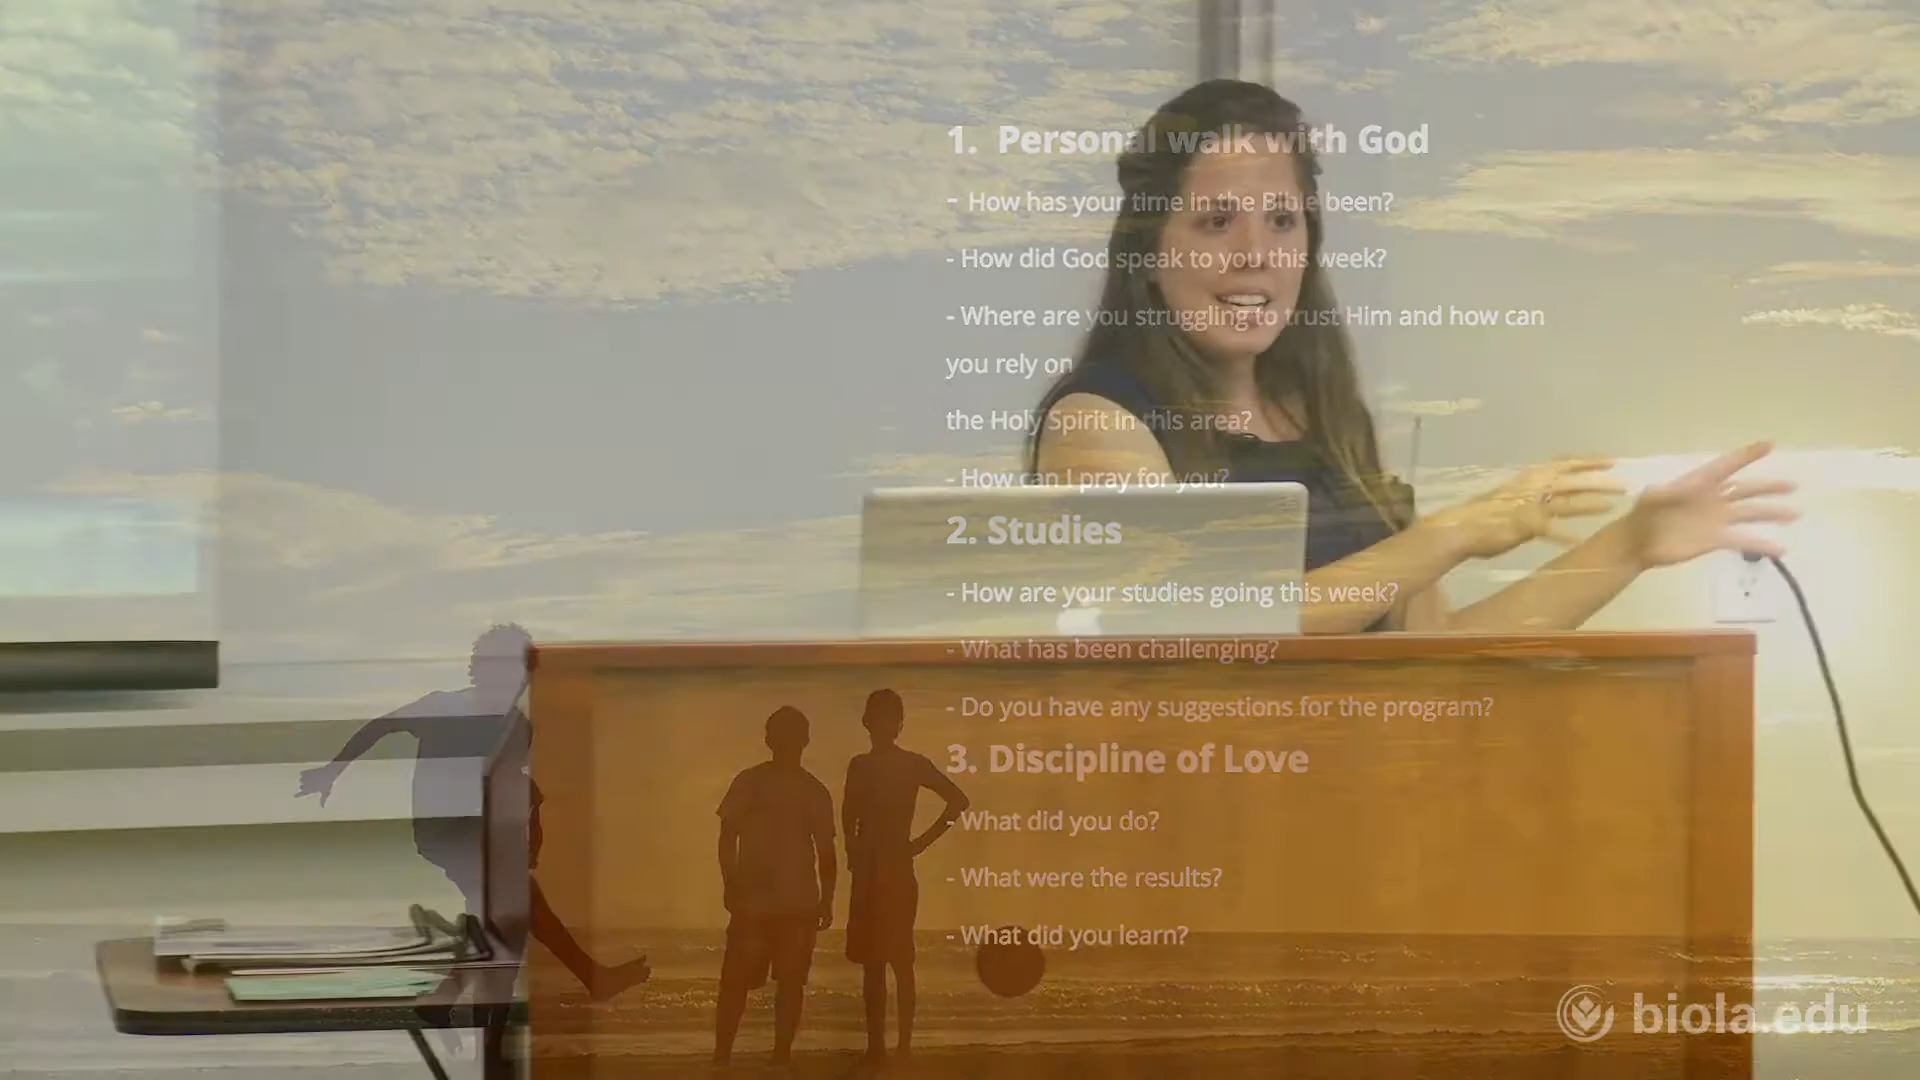 1. Personal walk with God
- How has your time in the Bible been?
- How did God speak to you this week?
- Where are you struggling to trust Him and how can
you rely on
the Holy Spirit in this area?
- How can I pray for you?
2. Studies
- How are your studies going this week?
- What has been challenging?
- Do you have any suggestions for the program?
3. Discipline of Love
- What did you do?
- What were the results?
- What did you learn?
biola.edu